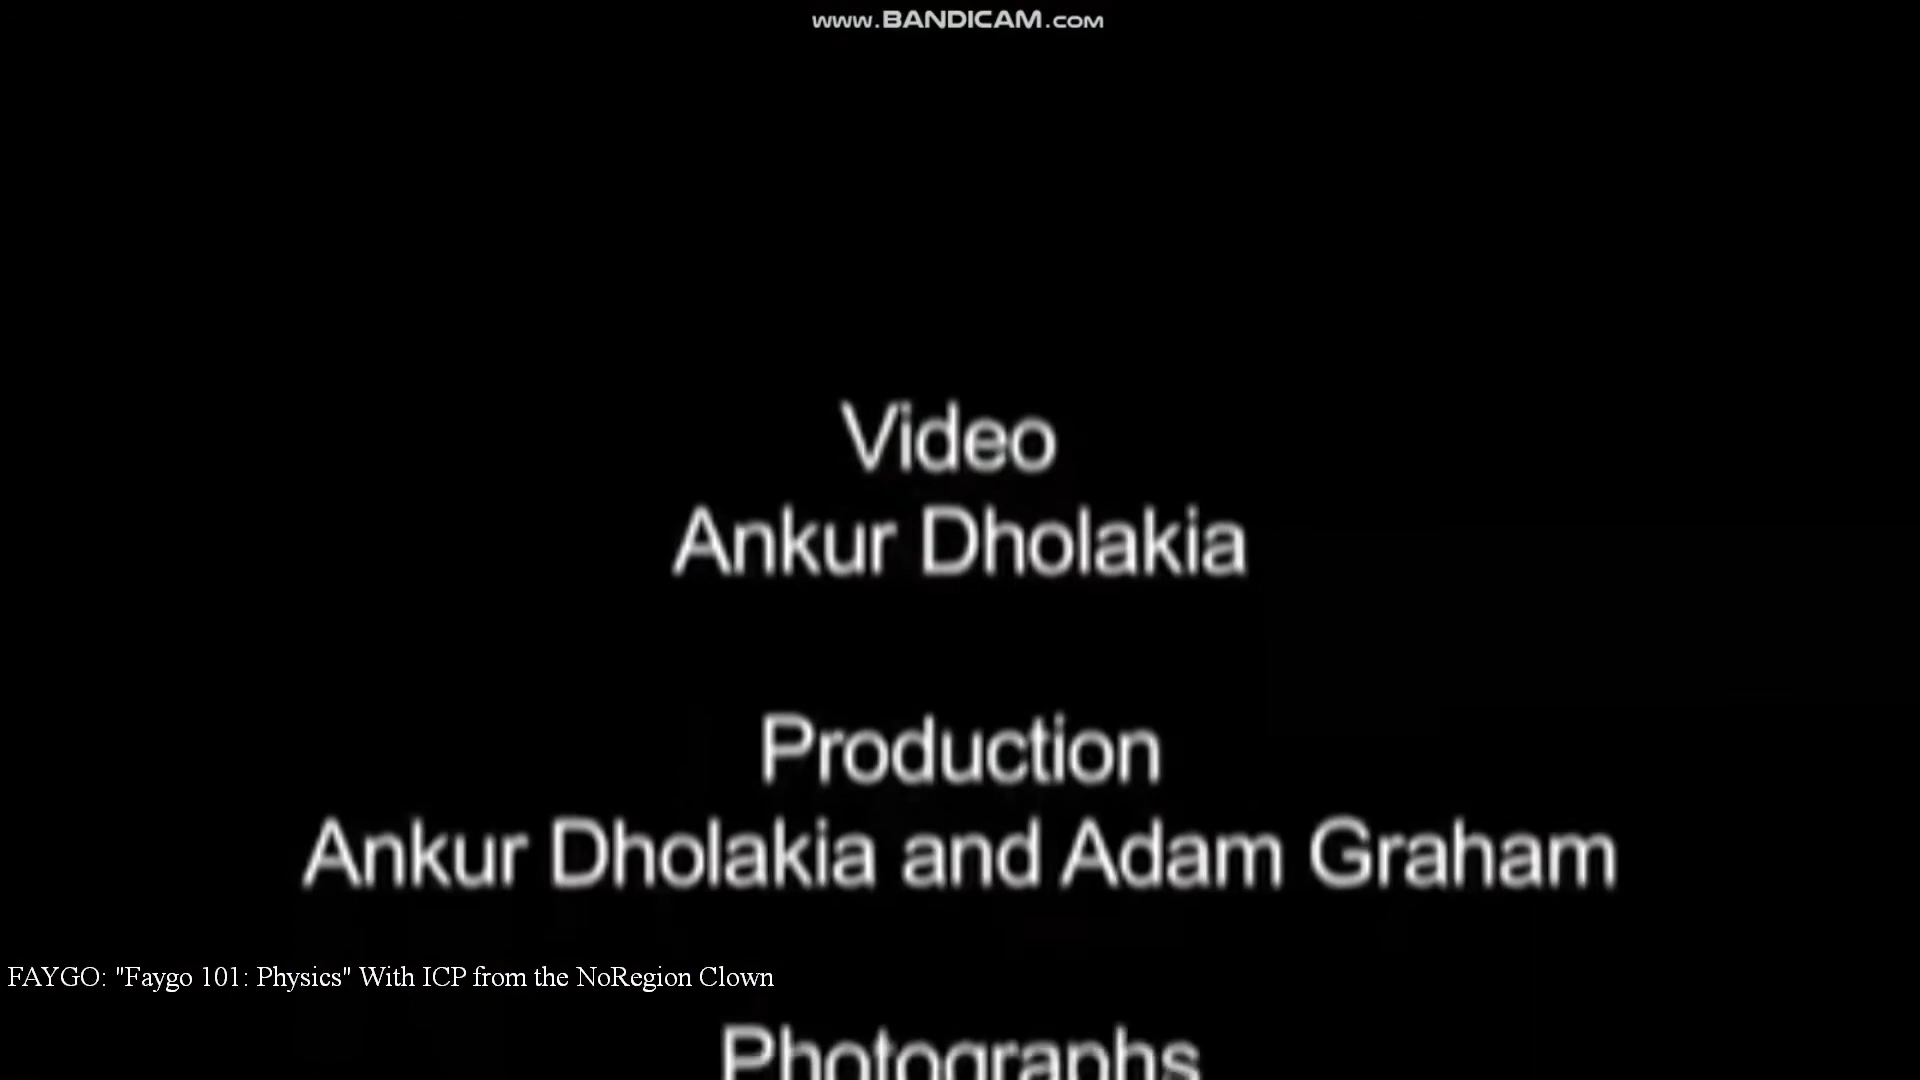 www.BANDICAM.com
Video
Ankur Dholakia
Production
Ankur Dholakia and Adam Graham
FAYGO: "Faygo 101: Physics" With ICP from the NoRegion Clown
Photographs